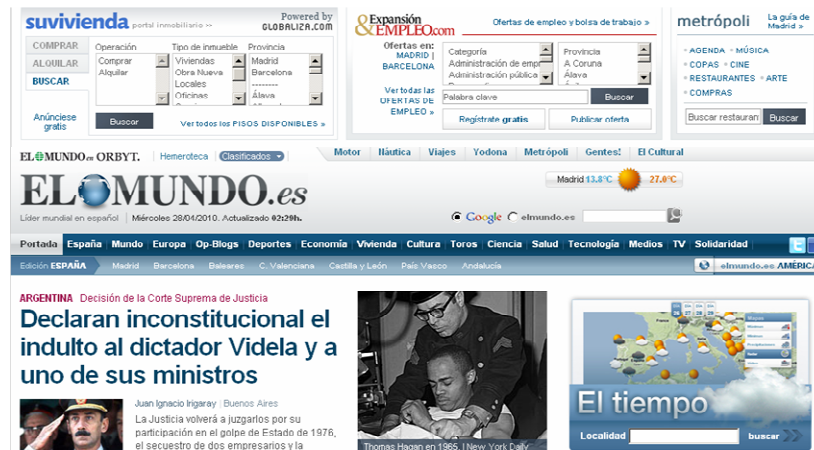 suvivienda portal inmobiliario >>
Powered by
GLOBALIZA.COM
COMPRAR
ALQUILAR
BUSCAR
Anúnciese
gratis
Operación
Comprar
Alquilar
Tipo de inmueble
Viviendas
Obra Nueva
Locales
Oficinas
Provincia
Madrid
Barcelona
--------
Álava
Buscar
Ver todos los PISOS DISPONIBLES »
Expansión
&EMPLEO.com
Ofertas de empleo y bolsa de trabajo »
Ofertas en:
MADRID |
BARCELONA
Ver todas las
OFERTAS DE
EMPLEO »
Categoría
Administración de empr
Administración pública
Provincia
A Coruna
Álava
Palabra clave
Buscar
Regístrate gratis
Publicar oferta
metrópoli
La guía de
Madrid »
AGENDA
MÚSICA
COPAS
CINE
RESTAURANTES
ARTE
COMPRAS
Buscar restauran
Buscar
EL MUNDO en ORBYT.
Hemeroteca
Clasificados
Motor
Náutica
Viajes
Yodona
Metrópoli
Gentes!
El Cultural
EL MUNDO.es
Líder mundial en español | Miércoles 28/04/2010. Actualizado 02:29h.
Madrid 13.8ºC
27.0ºC
Google
elmundo.es
Portada España Mundo Europa Op-Blogs Deportes Economía Vivienda Cultura Toros Ciencia Salud Tecnología Medios TV Solidaridad
Edición ESPAÑA Madrid Barcelona Baleares C. Valenciana Castilla y León País Vasco Andalucía
elmundo.es AMÉRICA
ARGENTINA Decisión de la Corte Suprema de Justicia
Declaran inconstitucional el
indulto al dictador Videla y a
uno de sus ministros
Juan Ignacio Irigaray | Buenos Aires
La Justicia volverá a juzgarlos por su
participación en el golpe de Estado de 1976,
el secuestro de dos empresarios y la
Thomas Hagan en 1965. | New York Daily
El tiempo
Localidad
buscar